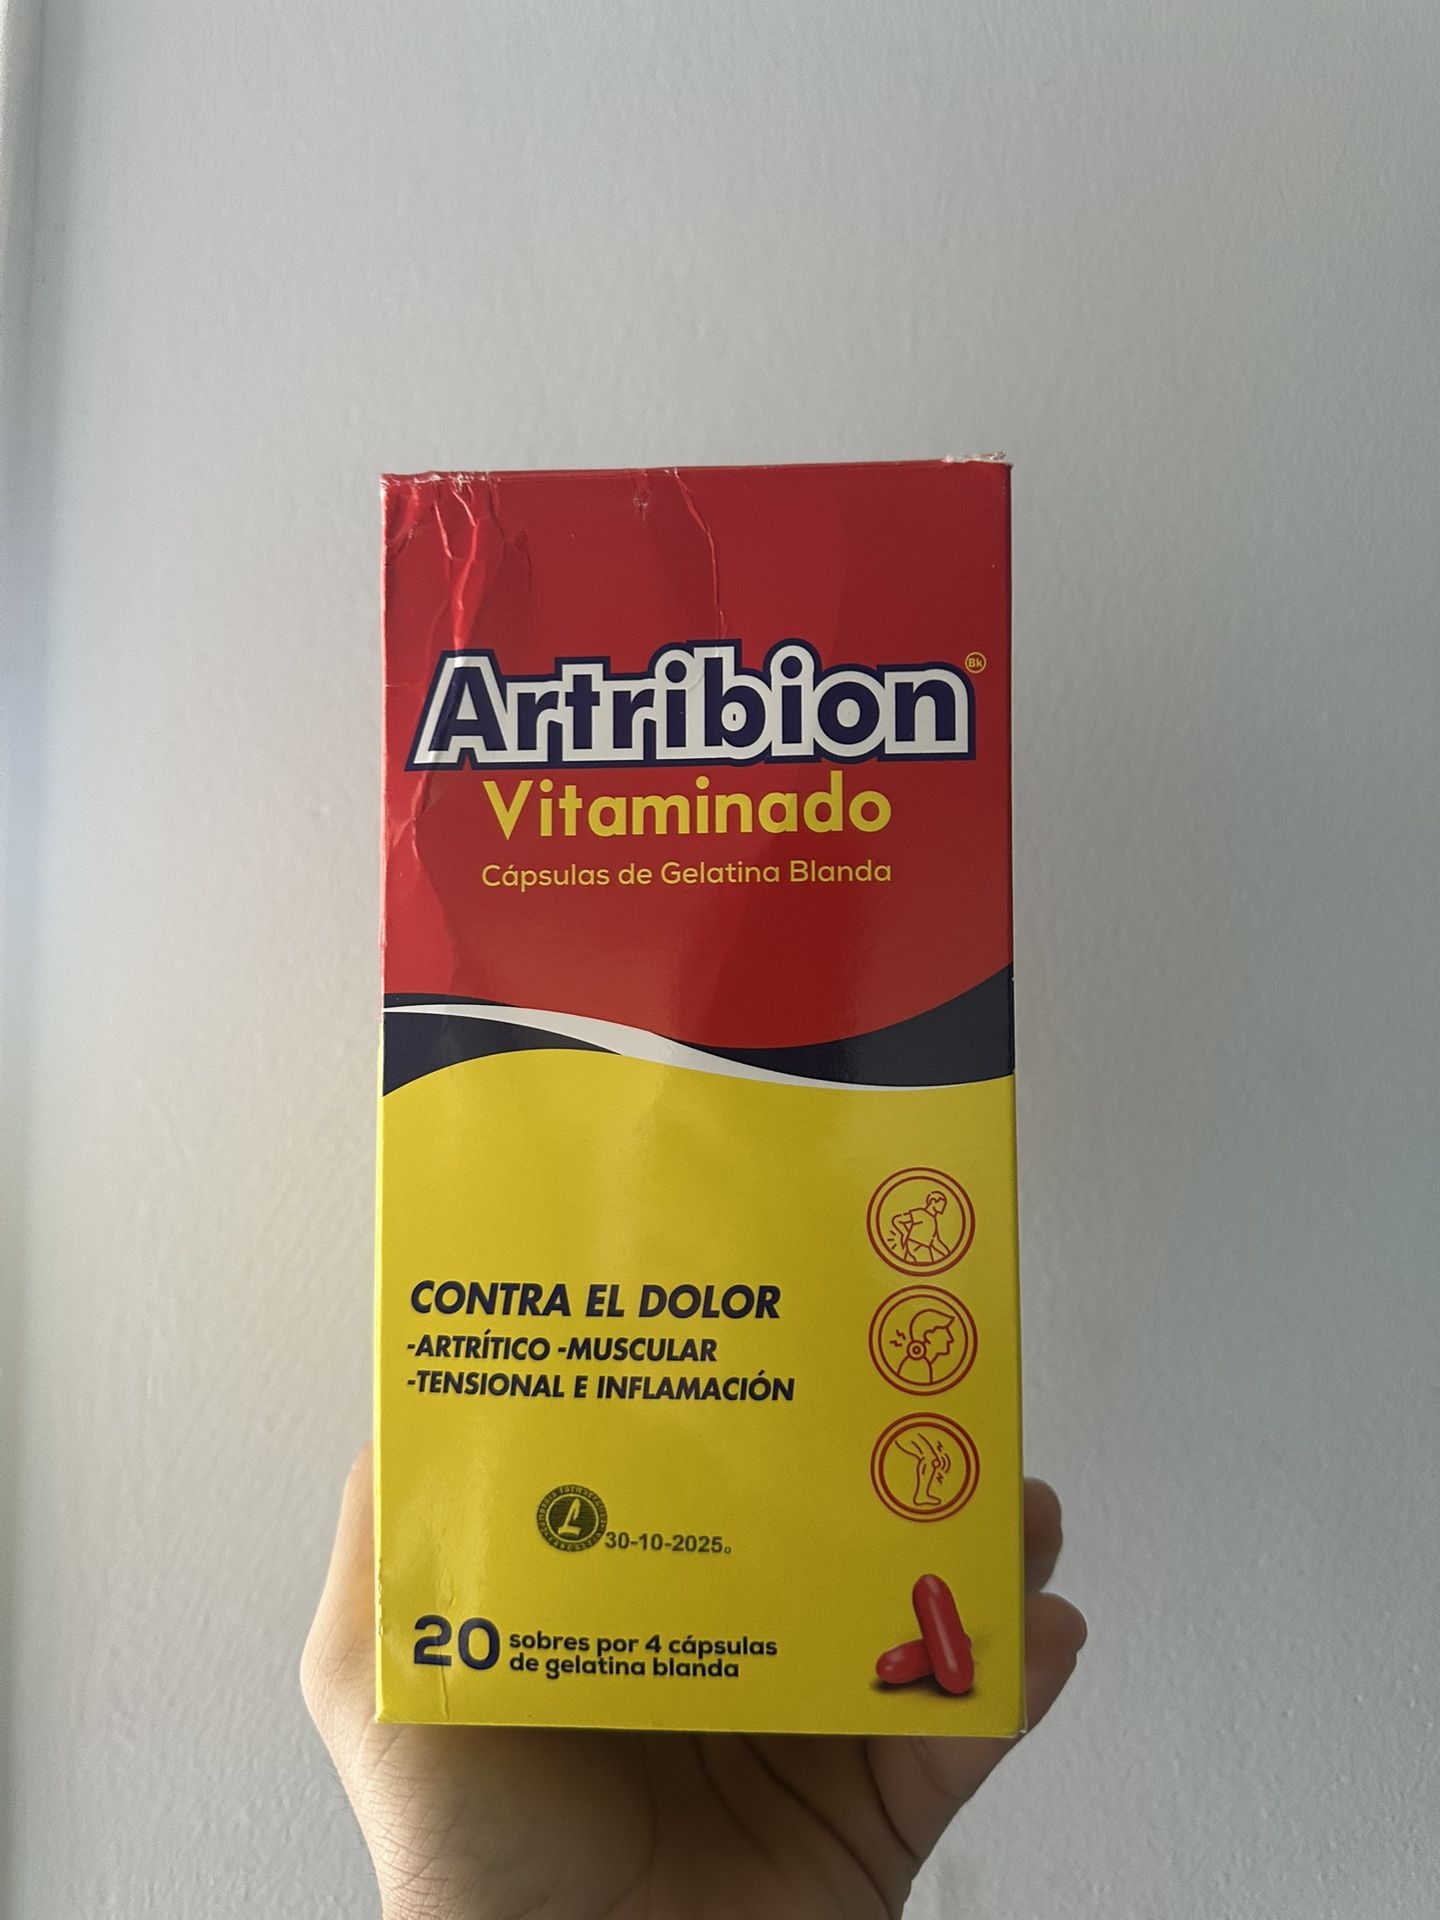 Artribion
Bk
Vitaminado
Cápsulas de Gelatina Blanda
CONTRA EL DOLOR
-ARTRÍTICO -MUSCULAR
-TENSIONAL E INFLAMACIÓN
L
30-10-2025
20 sobres por 4 cápsulas
de gelatina blanda